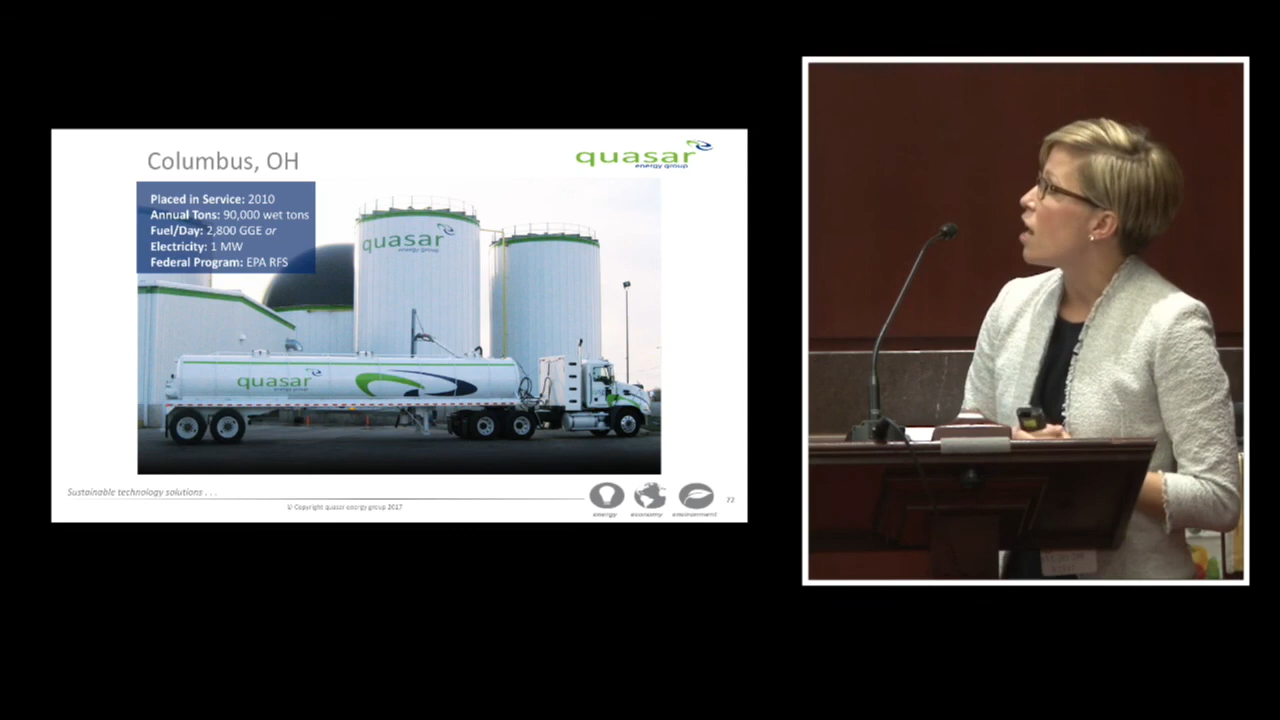 Columbus, OH
quasar
energy group
Placed in Service: 2010
Annual Tons: 90,000 wet tons
Fuel/Day: 2,800 GGE or
Electricity: 1 MW
Federal Program: EPA RFS
quasar
energy group
quasar
energy group
Sustainable technology solutions . . .
© Copyright quasar energy group 2017
energy economy environment
72